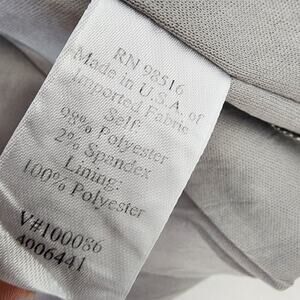 RN 98516
Made in U.S.A. of
Imported Fabric
Self:
98% Polyester
2% Spandex
Lining:
100% Polyester
V#100086
4006441